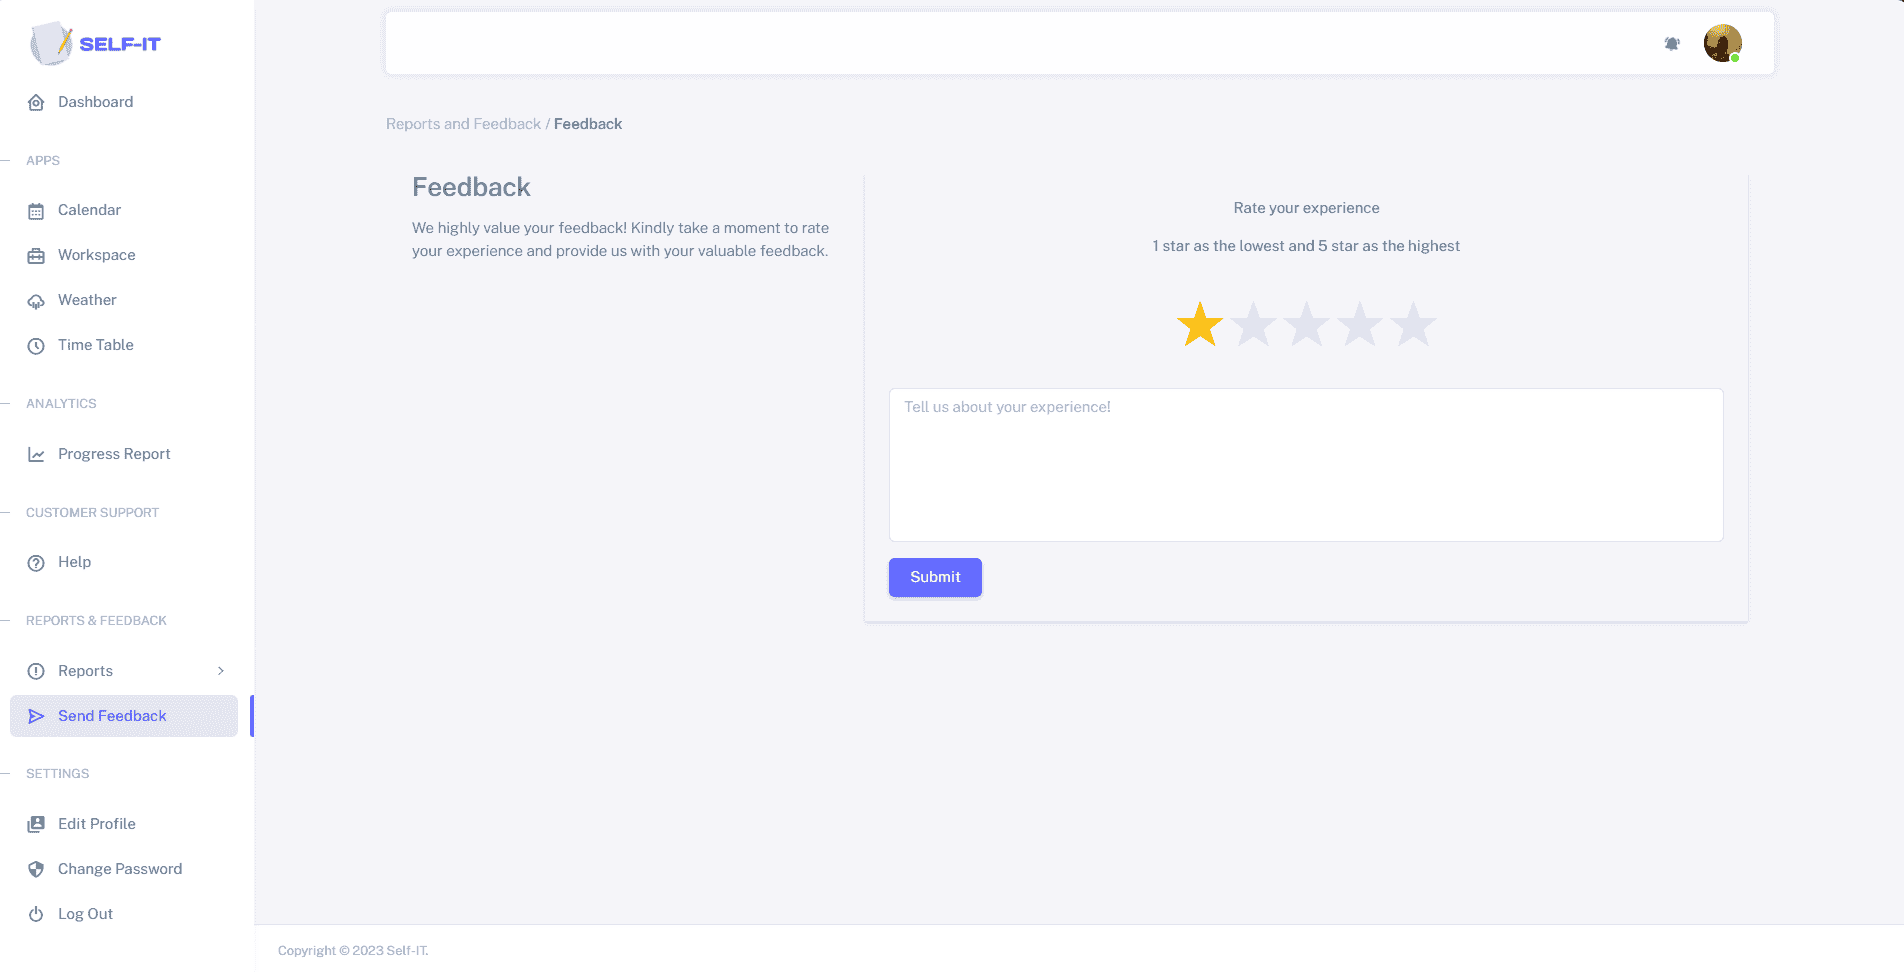 SELF-IT
Dashboard
APPS
Calendar
Workspace
Weather
Time Table
ANALYTICS
Progress Report
CUSTOMER SUPPORT
Help
REPORTS & FEEDBACK
Reports
Send Feedback
SETTINGS
Edit Profile
Change Password
Log Out
Reports and Feedback / Feedback
Feedback
We highly value your feedback! Kindly take a moment to rate
your experience and provide us with your valuable feedback.
Rate your experience
1 star as the lowest and 5 star as the highest
Tell us about your experience!
Submit
Copyright © 2023 Self-IT.